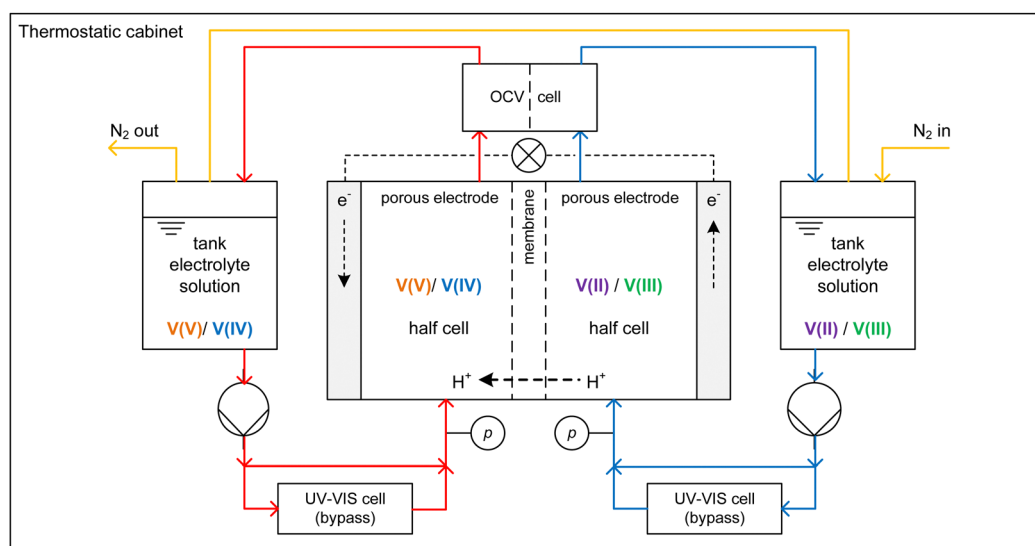 Thermostatic cabinet
OCV cell
N₂ out
N₂ in
e⁻
porous electrode
membrane
porous electrode
e⁻
tank
electrolyte
solution
V(V)/ V(IV)
V(V)/ V(IV)
half cell
V(II) / V(III)
half cell
tank
electrolyte
solution
V(II) / V(III)
H⁺
H⁺
p
p
UV-VIS cell
(bypass)
UV-VIS cell
(bypass)